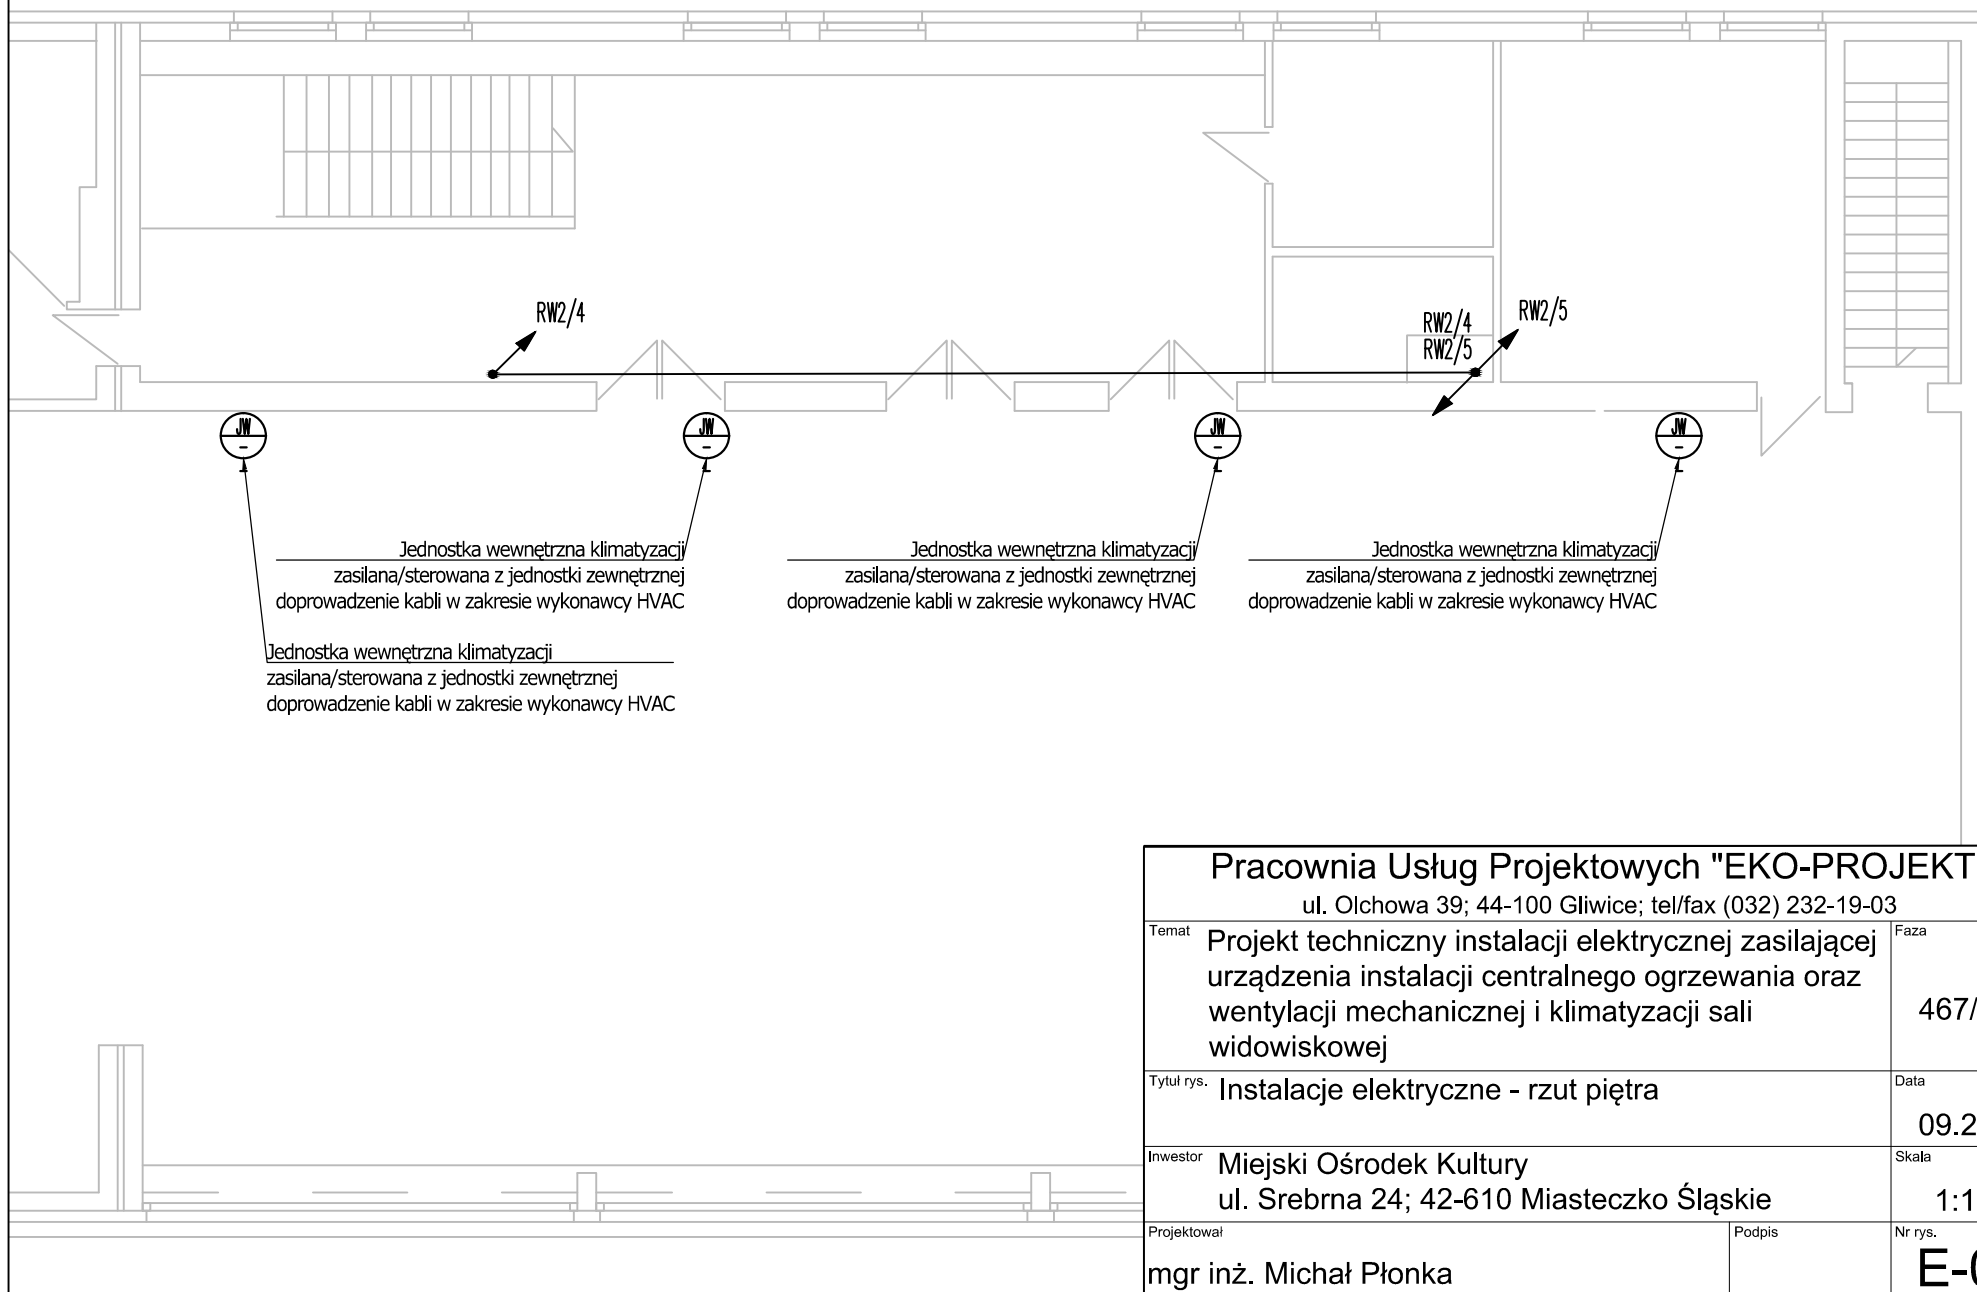 RW2/4
RW2/4
RW2/5
RW2/5
JW
-
JW
-
JW
-
JW
-
Jednostka wewnętrzna klimatyzacji
zasilana/sterowana z jednostki zewnętrznej
doprowadzenie kabli w zakresie wykonawcy HVAC
Jednostka wewnętrzna klimatyzacji
zasilana/sterowana z jednostki zewnętrznej
doprowadzenie kabli w zakresie wykonawcy HVAC
Jednostka wewnętrzna klimatyzacji
zasilana/sterowana z jednostki zewnętrznej
doprowadzenie kabli w zakresie wykonawcy HVAC
Jednostka wewnętrzna klimatyzacji
zasilana/sterowana z jednostki zewnętrznej
doprowadzenie kabli w zakresie wykonawcy HVAC
Pracownia Usług Projektowych "EKO-PROJEKT
ul. Olchowa 39; 44-100 Gliwice; tel/fax (032) 232-19-03
Temat
Projekt techniczny instalacji elektrycznej zasilającej
urządzenia instalacji centralnego ogrzewania oraz
wentylacji mechanicznej i klimatyzacji sali
widowiskowej
Faza
467/
Tytuł rys.
Instalacje elektryczne - rzut piętra
Data
09.2
Inwestor
Miejski Ośrodek Kultury
ul. Srebrna 24; 42-610 Miasteczko Śląskie
Skala
1:1
Projektował
mgr inż. Michał Płonka
Podpis
Nr rys.
E-0